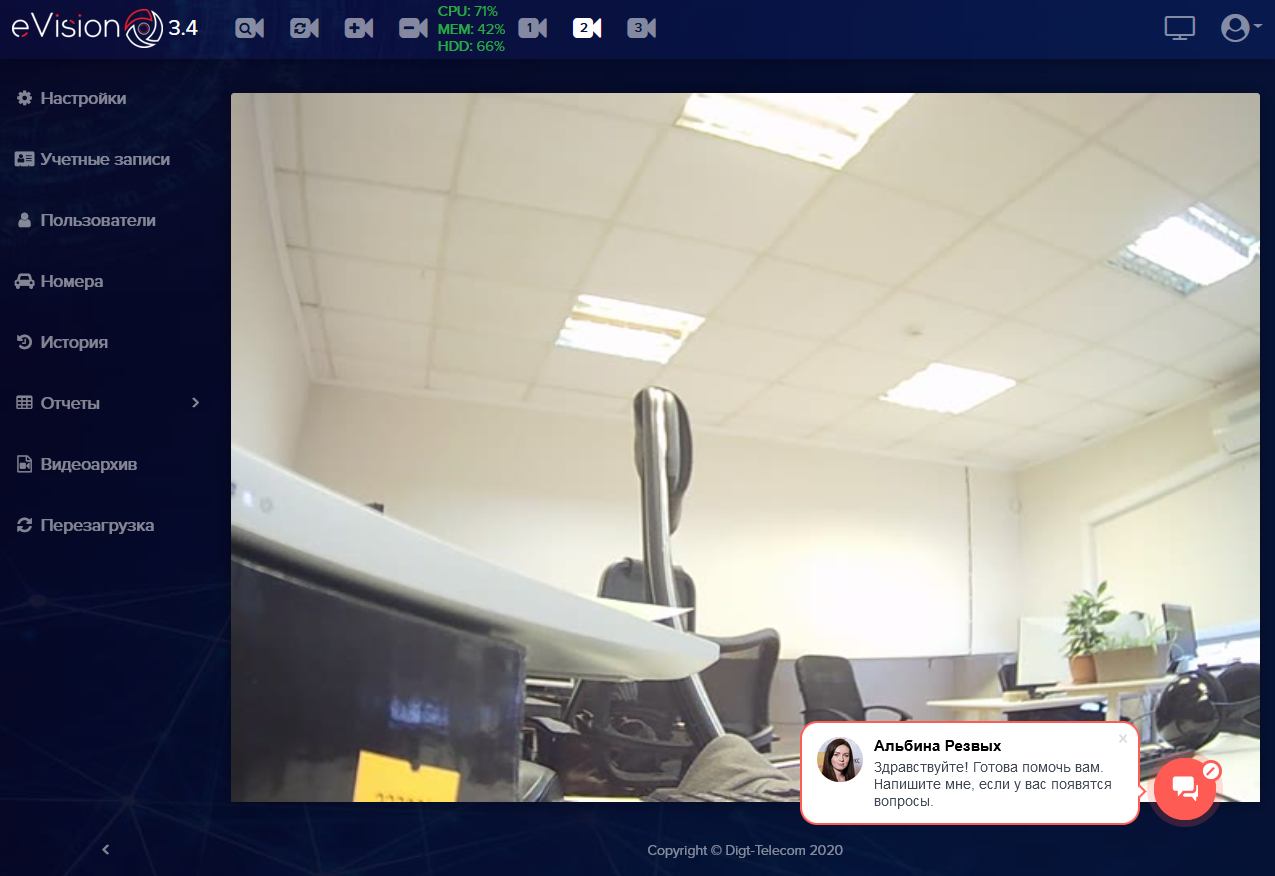 eVision 3.4
CPU: 71%
MEM: 42%
HDD: 66%
1
2
3
Настройки
Учетные записи
Пользователи
Номера
История
Отчеты
Видеоархив
Перезагрузка
Альбина Резвых
Здравствуйте! Готова помочь вам.
Напишите мне, если у вас появятся
вопросы.
Copyright © Digt-Telecom 2020